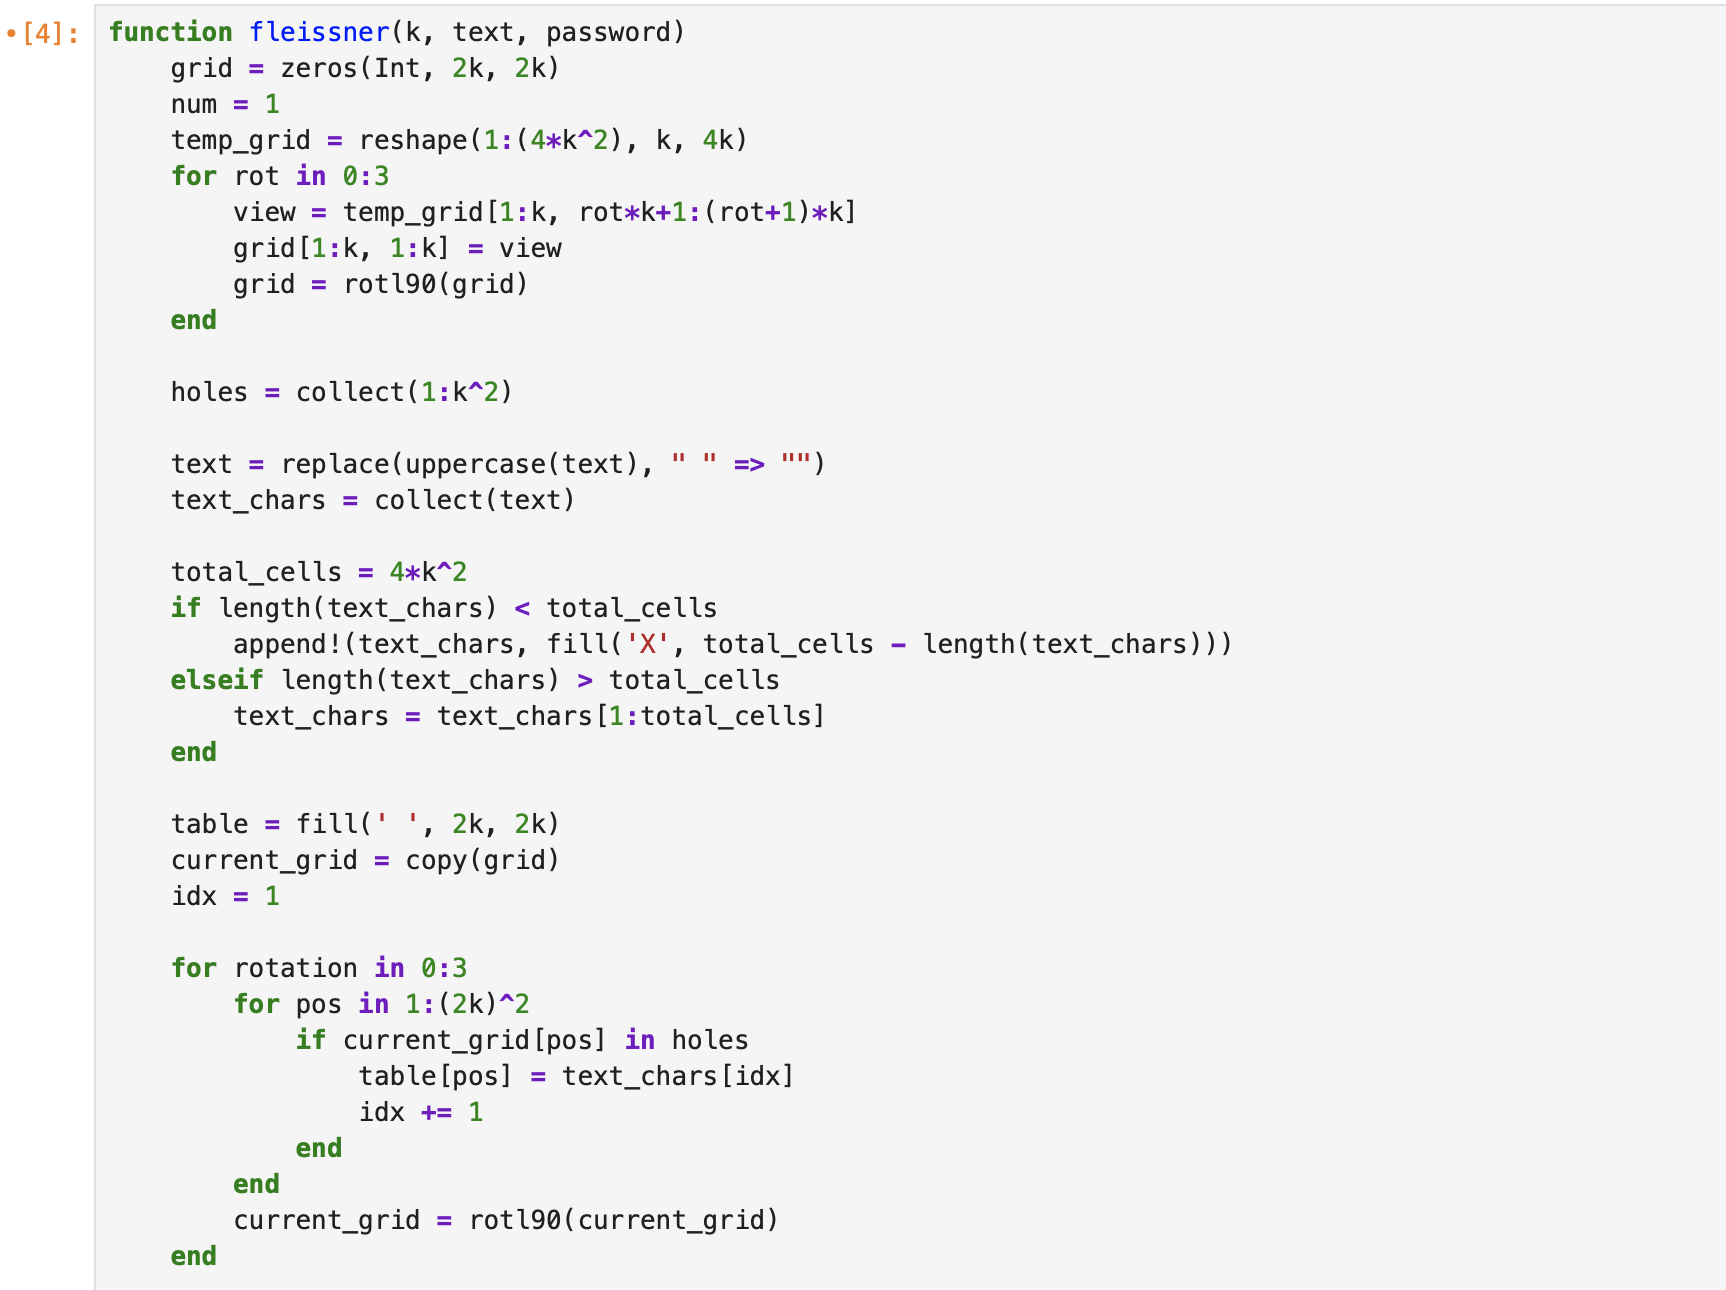 •[4]: function fleissner(k, text, password)
    grid = zeros(Int, 2k, 2k)
    num = 1
    temp_grid = reshape(1:(4*k^2), k, 4k)
    for rot in 0:3
        view = temp_grid[1:k, rot*k+1:(rot+1)*k]
        grid[1:k, 1:k] = view
        grid = rotl90(grid)
    end

    holes = collect(1:k^2)

    text = replace(uppercase(text), " " => "")
    text_chars = collect(text)

    total_cells = 4*k^2
    if length(text_chars) < total_cells
        append!(text_chars, fill('X', total_cells - length(text_chars)))
    elseif length(text_chars) > total_cells
        text_chars = text_chars[1:total_cells]
    end

    table = fill(' ', 2k, 2k)
    current_grid = copy(grid)
    idx = 1

    for rotation in 0:3
        for pos in 1:(2k)^2
            if current_grid[pos] in holes
                table[pos] = text_chars[idx]
                idx += 1
            end
        end
        current_grid = rotl90(current_grid)
    end